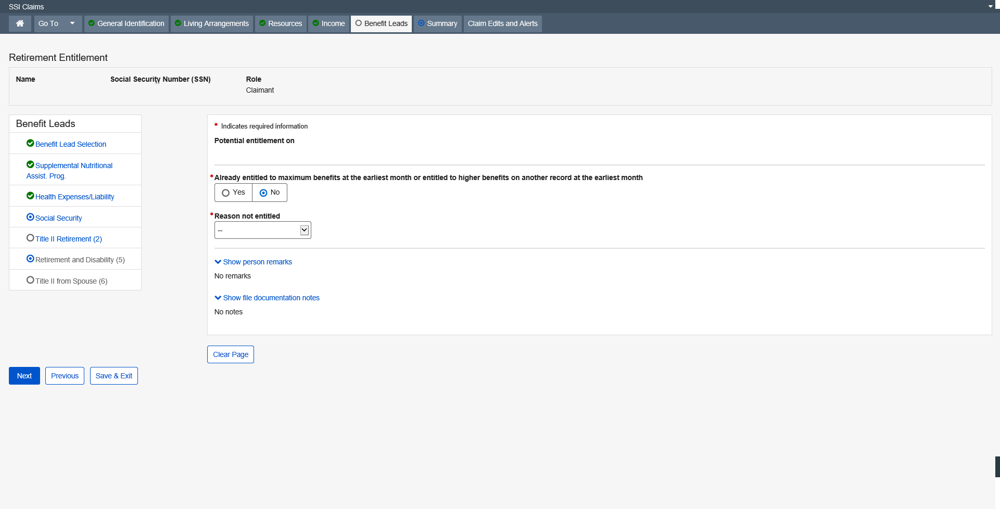 SSI Claims
Go To General Identification Living Arrangements Resources Income Benefit Leads Summary Claim Edits and Alerts
Retirement Entitlement
Name Social Security Number (SSN) Role
Claimant
Benefit Leads
Benefit Lead Selection
Supplemental Nutritional
Assist. Prog.
Health Expenses/Liability
Social Security
Title II Retirement (2)
Retirement and Disability (5)
Title II from Spouse (6)
* Indicates required information
Potential entitlement on
*Already entitled to maximum benefits at the earliest month or entitled to higher benefits on another record at the earliest month
Yes No
*Reason not entitled
--
Show person remarks
No remarks
Show file documentation notes
No notes
Clear Page
Next Previous Save & Exit